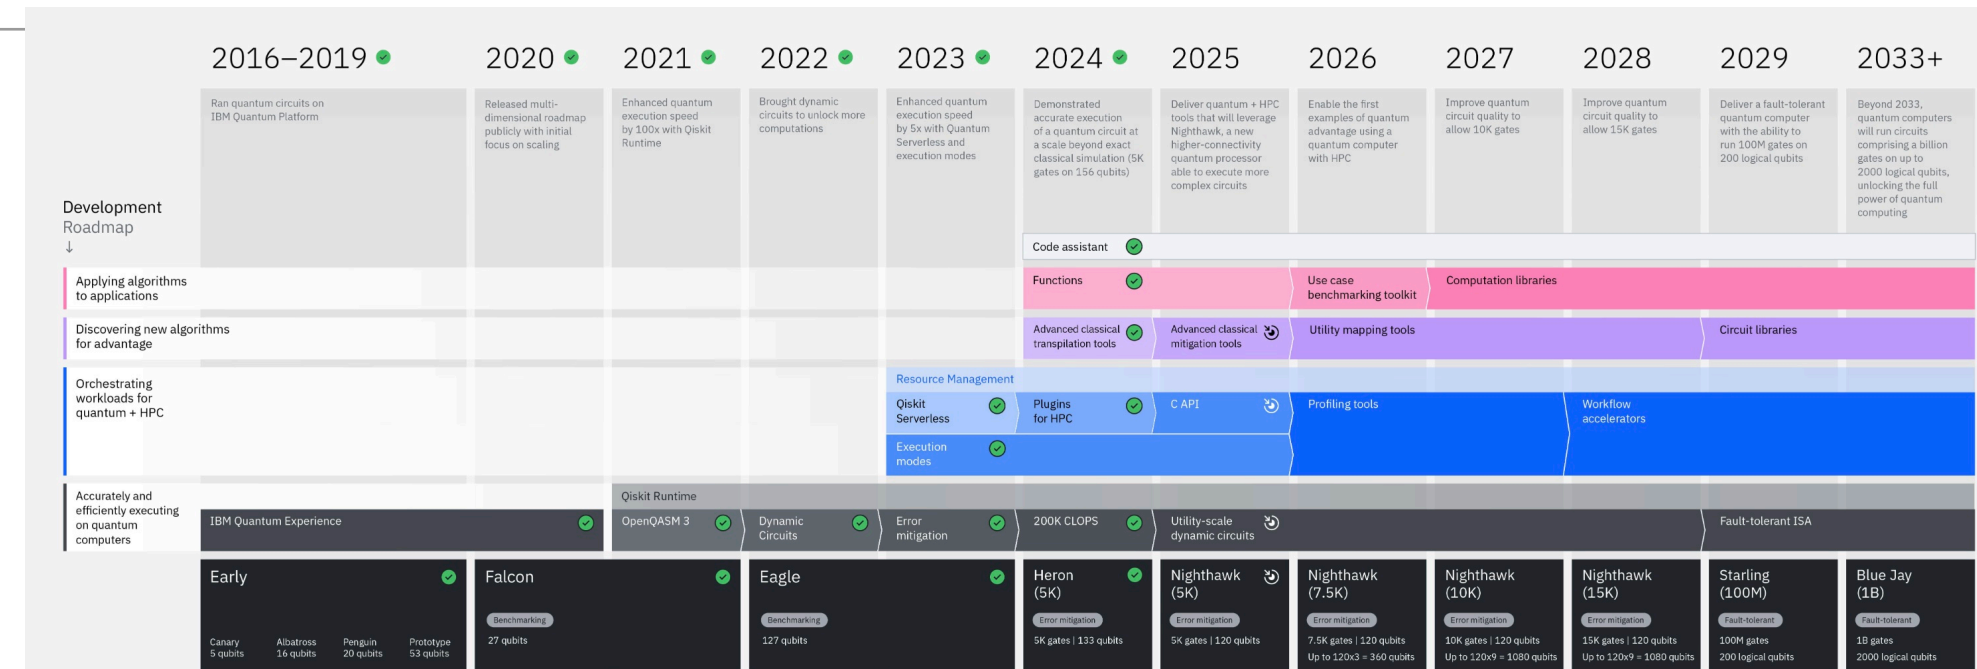 2016–2019
2020
2021
2022
2023
2024
2025
2026
2027
2028
2029
2033+
Ran quantum circuits on
IBM Quantum Platform
Released multi-
dimensional roadmap
publicly with initial
focus on scaling
Enhanced quantum
execution speed
by 100x with Qiskit
Runtime
Brought dynamic
circuits to unlock more
computations
Enhanced quantum
execution speed
by 5x with Quantum
Serverless and
execution modes
Demonstrated
accurate execution
of a quantum circuit at
a scale beyond exact
classical simulation (5K
gates on 156 qubits)
Deliver quantum + HPC
tools that will leverage
Nighthawk, a new
higher-connectivity
quantum processor
able to execute more
complex circuits
Enable the first
examples of quantum
advantage using a
quantum computer
with HPC
Improve quantum
circuit quality to
allow 10K gates
Improve quantum
circuit quality to
allow 15K gates
Deliver a fault-tolerant
quantum computer
with the ability to
run 100M gates on
200 logical qubits
Beyond 2033,
quantum computers
will run circuits
comprising a billion
gates on up to
2000 logical qubits,
unlocking the full
power of quantum
computing
Development
Roadmap
↓
Code assistant
Applying algorithms
to applications
Functions
Use case
benchmarking toolkit
Computation libraries
Discovering new algorithms
for advantage
Advanced classical
transpilation tools
Advanced classical
mitigation tools
Utility mapping tools
Circuit libraries
Orchestrating
workloads for
quantum + HPC
Resource Management
Qiskit
Serverless
Plugins
for HPC
C API
Profiling tools
Workflow
accelerators
Execution
modes
Accurately and
efficiently executing
on quantum
computers
Qiskit Runtime
IBM Quantum Experience
OpenQASM 3
Dynamic
Circuits
Error
mitigation
200K CLOPS
Utility-scale
dynamic circuits
Fault-tolerant ISA
Early
Canary
5 qubits
Albatross
16 qubits
Penguin
20 qubits
Prototype
53 qubits
Falcon
Benchmarking
27 qubits
Eagle
Benchmarking
127 qubits
Heron
(5K)
Error mitigation
5K gates | 133 qubits
Nighthawk
(5K)
Error mitigation
5K gates | 120 qubits
Nighthawk
(7.5K)
Error mitigation
7.5K gates | 120 qubits
Up to 120x3 = 360 qubits
Nighthawk
(10K)
Error mitigation
10K gates | 120 qubits
Up to 120x9 = 1080 qubits
Nighthawk
(15K)
Error mitigation
15K gates | 120 qubits
Up to 120x9 = 1080 qubits
Starling
(100M)
Fault-tolerant
100M gates
200 logical qubits
Blue Jay
(1B)
Fault-tolerant
1B gates
2000 logical qubits